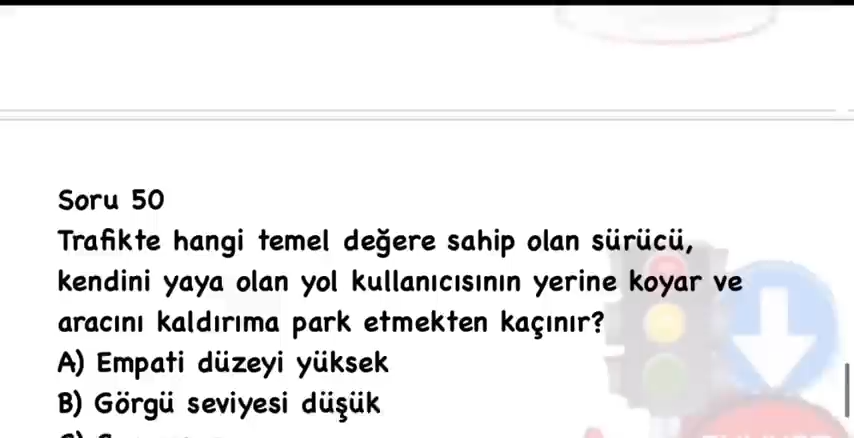 Soru 50
Trafikte hangi temel değere sahip olan sürücü,
kendini yaya olan yol kullanıcısının yerine koyar ve
aracını kaldırıma park etmekten kaçınır?
A) Empati düzeyi yüksek
B) Görgü seviyesi düşük